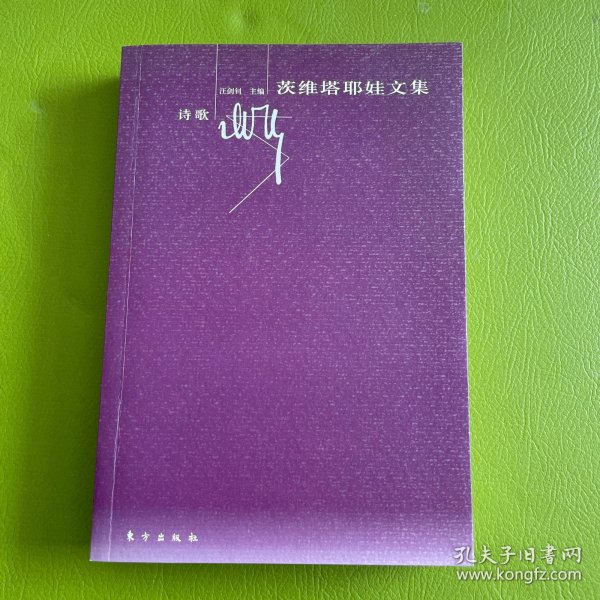 汪剑钊 主编 茨维塔耶娃文集
诗歌
东方出版社
孔夫子旧书网
www.kongfz.com